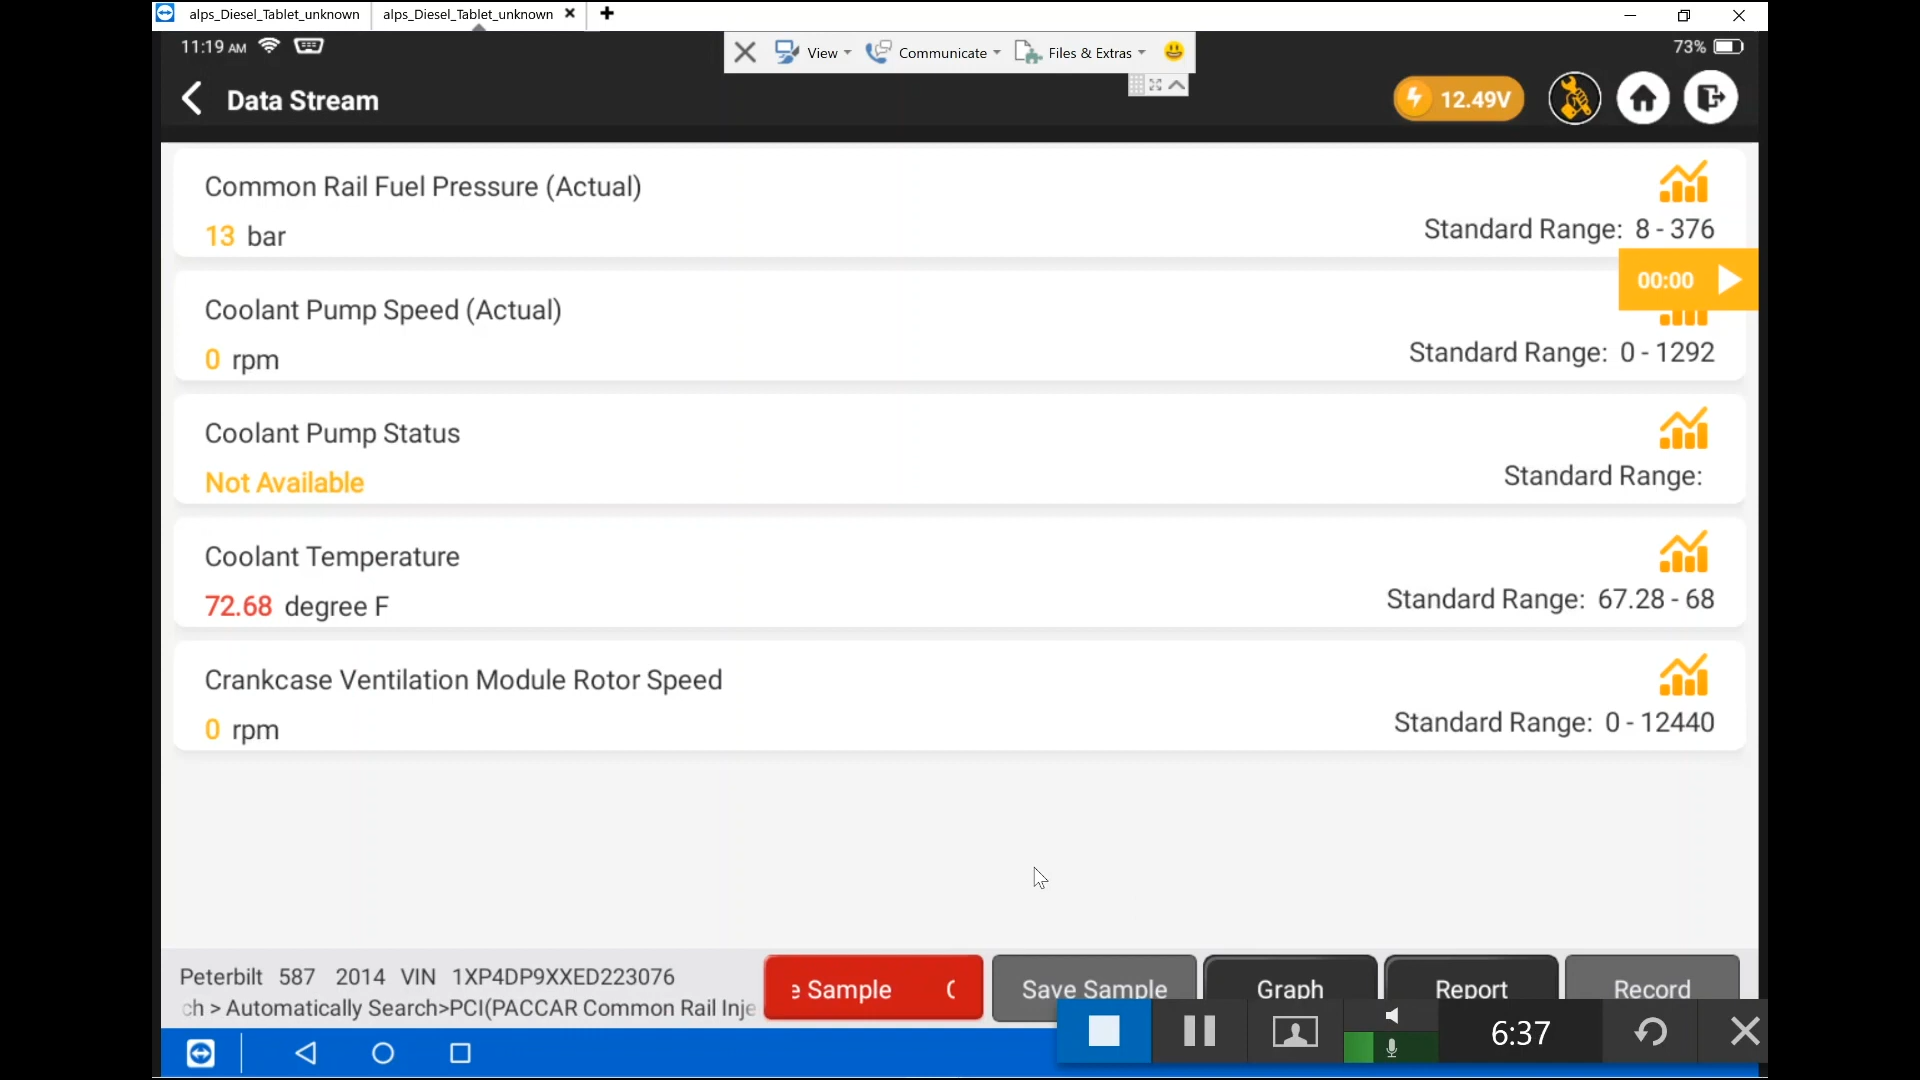 alps_Diesel_Tablet_unknown alps_Diesel_Tablet_unknown
11:19 AM View Communicate Files & Extras 73%
Data Stream 12.49V
Common Rail Fuel Pressure (Actual)
13 bar Standard Range: 8 - 376
00:00
Coolant Pump Speed (Actual)
0 rpm Standard Range: 0 - 1292
Coolant Pump Status
Not Available Standard Range:
Coolant Temperature
72.68 degree F Standard Range: 67.28 - 68
Crankcase Ventilation Module Rotor Speed
0 rpm Standard Range: 0 - 12440
Peterbilt 587 2014 VIN 1XP4DP9XXED223076
ch > Automatically Search>PCI(PACCAR Common Rail Inje
e Sample C Save Sample Graph Report Record
6:37